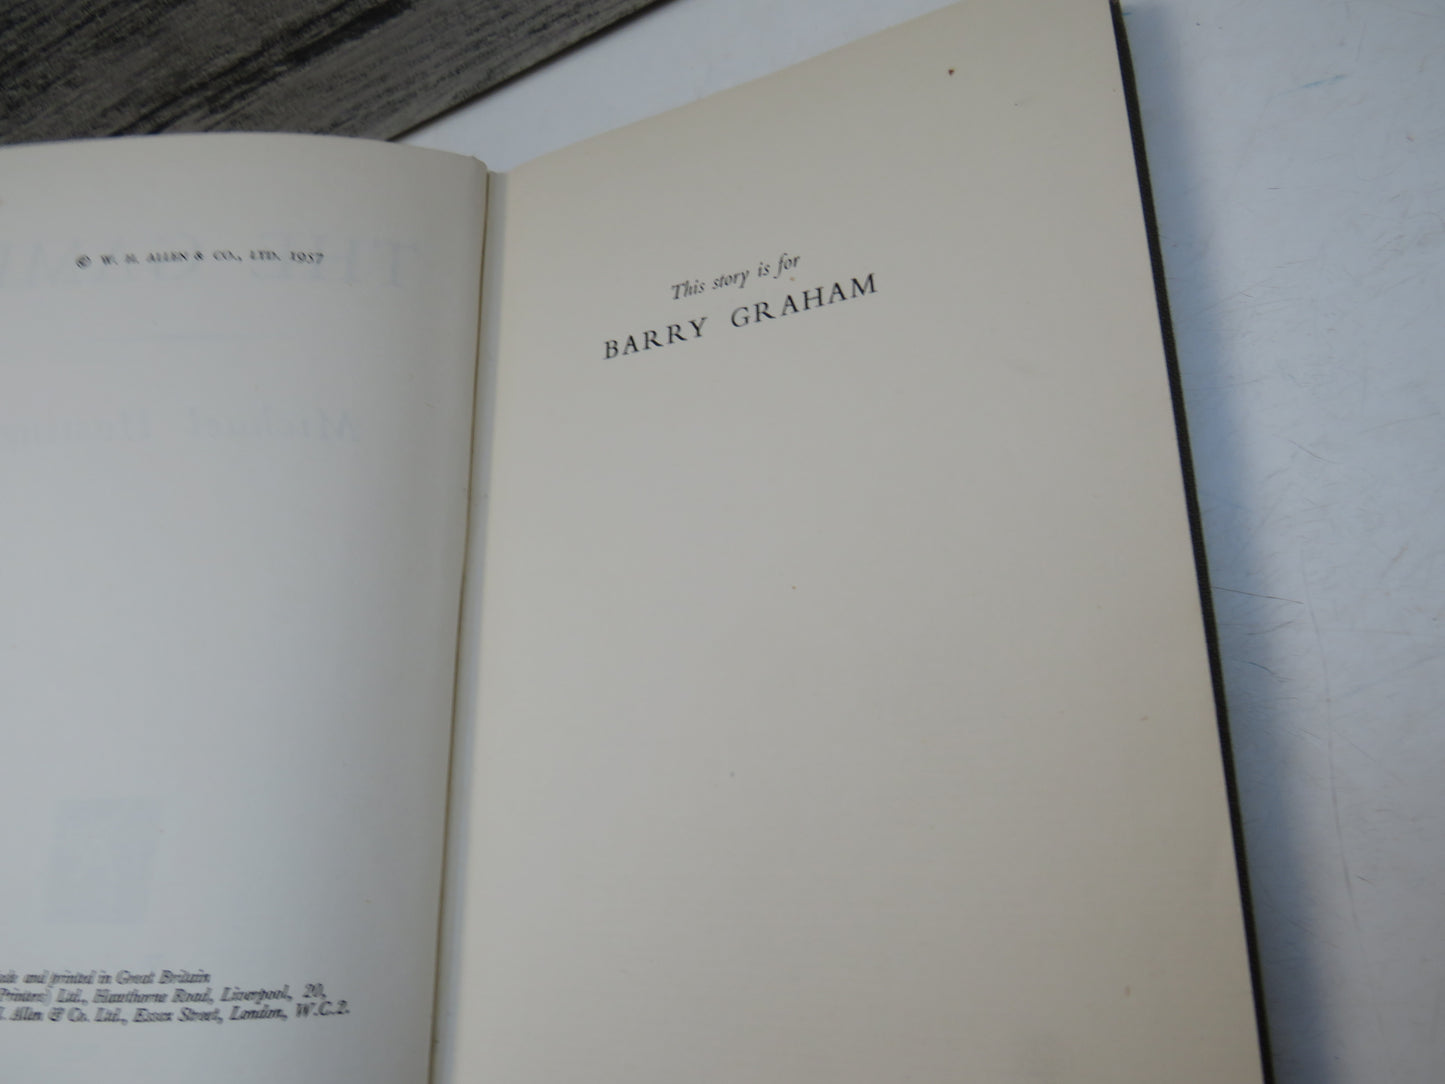 © W. H. ALLEN & CO., LTD. 1957
and printed in Great Britain
Printers) Ltd., Hawthorne Road, Liverpool, 20,
Allen & Co. Ltd., Essex Street, London, W.C.2.
This story is for
BARRY GRAHAM